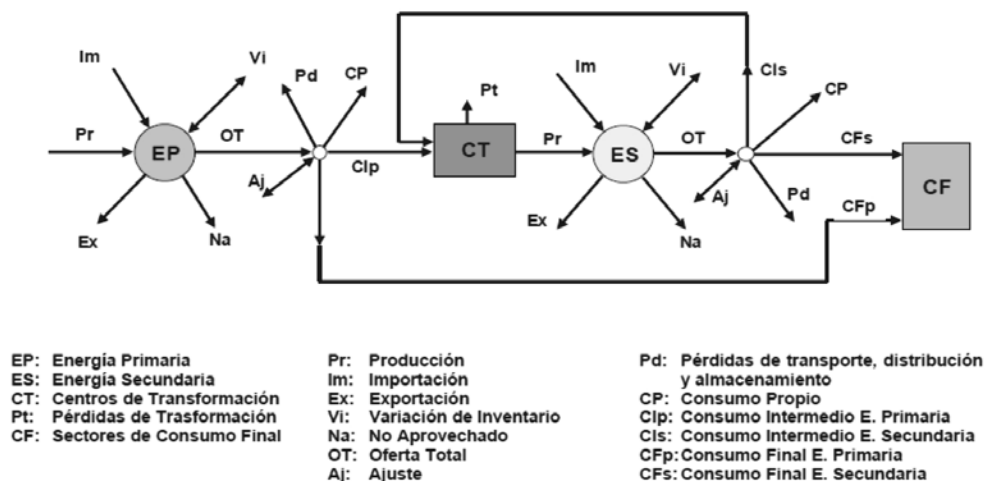 Im
Vi
Pd
CP
Pr
EP
OT
Aj
CIp
Ex
Na
Pt
CT
Pr
Im
Vi
ES
OT
Ex
Na
CIs
CP
CFs
Aj
Pd
CFp
CF
EP: Energía Primaria
ES: Energía Secundaria
CT: Centros de Transformación
Pt: Pérdidas de Trasformación
CF: Sectores de Consumo Final
Pr: Producción
Im: Importación
Ex: Exportación
Vi: Variación de Inventario
Na: No Aprovechado
OT: Oferta Total
Aj: Ajuste
Pd: Pérdidas de transporte, distribución
y almacenamiento
CP: Consumo Propio
CIp: Consumo Intermedio E. Primaria
CIs: Consumo Intermedio E. Secundaria
CFp: Consumo Final E. Primaria
CFs: Consumo Final E. Secundaria